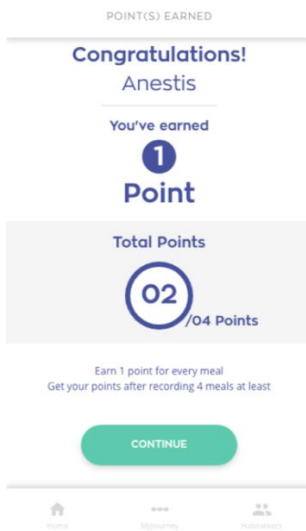 POINT(S) EARNED
Congratulations!
Anestis
You've earned
1
Point
Total Points
02
/04 Points
Earn 1 point for every meal
Get your points after recording 4 meals at least
CONTINUE
Home